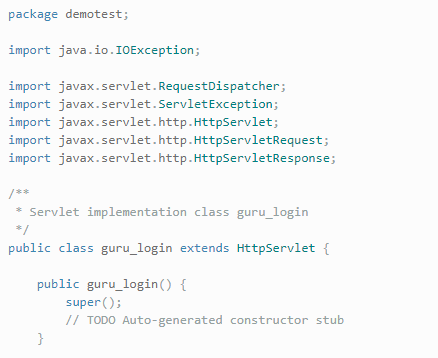 package demotest;
import java.io.IOException;
import javax.servlet.RequestDispatcher;
import javax.servlet.ServletException;
import javax.servlet.http.HttpServlet;
import javax.servlet.http.HttpServletRequest;
import javax.servlet.http.HttpServletResponse;
/**
 * Servlet implementation class guru_login
 */
public class guru_login extends HttpServlet {
    public guru_login() {
        super();
        // TODO Auto-generated constructor stub
    }